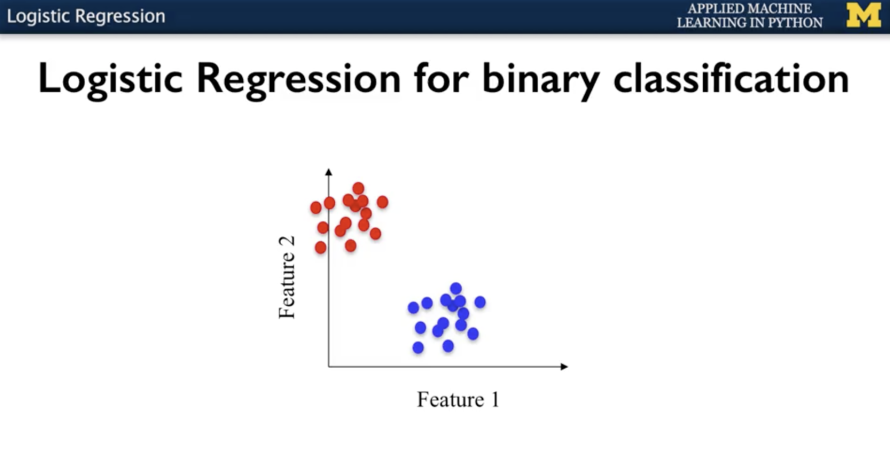 Logistic Regression
APPLIED MACHINE
LEARNING IN PYTHON
M
Logistic Regression for binary classification
Feature 2
Feature 1